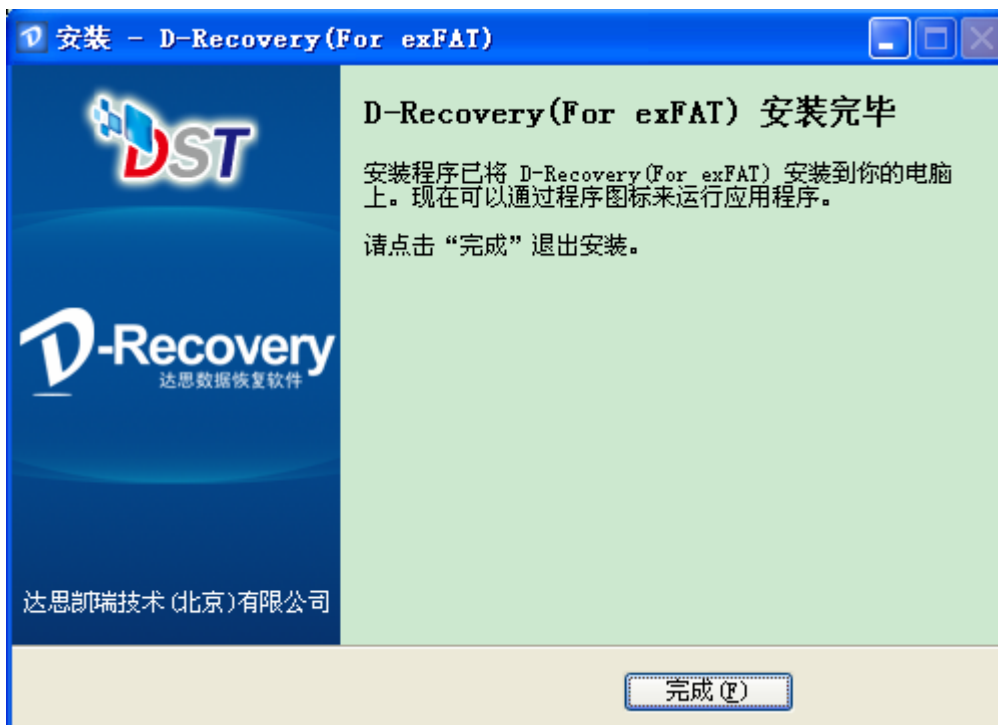 安装 - D-Recovery(For exFAT)
DST
D-Recovery
达思数据恢复软件
达思凯瑞技术(北京)有限公司
D-Recovery(For exFAT) 安装完毕
安装程序已将 D-Recovery(For exFAT) 安装到你的电脑
上。现在可以通过程序图标来运行应用程序。
请点击“完成”退出安装。
完成(F)